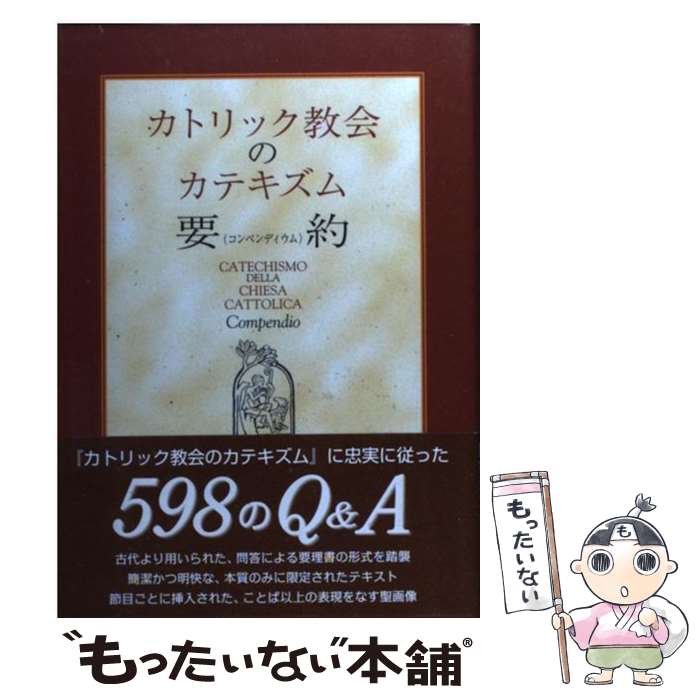 カトリック教会
の
カテキズム
要（コンペンディウム）約
CATECHISMO
DELLA
CHIESA
CATTOLICA
Compendio
『カトリック教会のカテキズム』に忠実に従った
598のQ&A
古代より用いられた、問答による要理書の形式を踏襲
簡潔かつ明快な、本質のみに限定されたテキスト
節目ごとに挿入された、ことば以上の表現をなす聖画像
もったいない
も
"もったいない本舗®